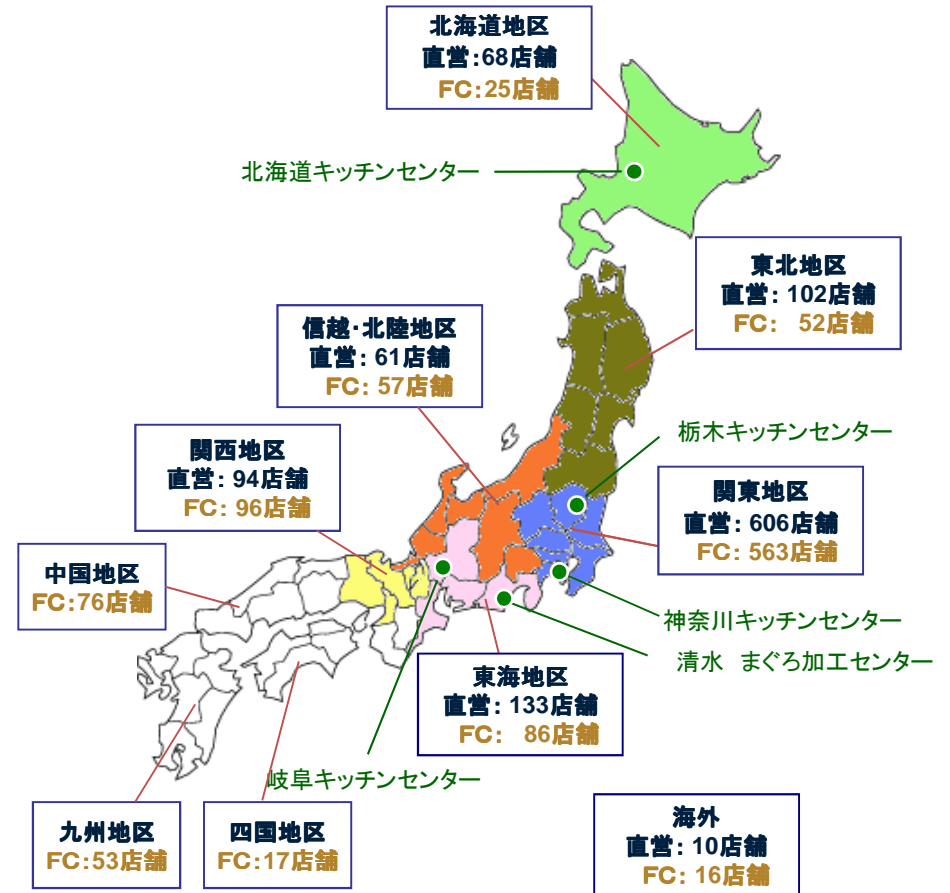 北海道地区
直営:68店舗
FC:25店舗
北海道キッチンセンター
東北地区
直営: 102店舗
FC: 52店舗
信越・北陸地区
直営: 61店舗
FC: 57店舗
栃木キッチンセンター
関西地区
直営: 94店舗
FC: 96店舗
関東地区
直営: 606店舗
FC: 563店舗
中国地区
FC:76店舗
神奈川キッチンセンター
清水 まぐろ加工センター
東海地区
直営: 133店舗
FC: 86店舗
岐阜キッチンセンター
九州地区
FC:53店舗
四国地区
FC:17店舗
海外
直営: 10店舗
FC: 16店舗